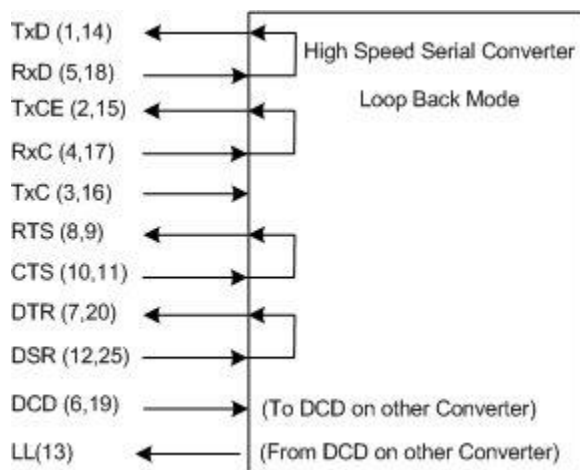 TxD (1,14)
High Speed Serial Converter
RxD (5,18)
Loop Back Mode
TxCE (2,15)
RxC (4,17)
TxC (3,16)
RTS (8,9)
CTS (10,11)
DTR (7,20)
DSR (12,25)
DCD (6,19)
(To DCD on other Converter)
LL(13)
(From DCD on other Converter)